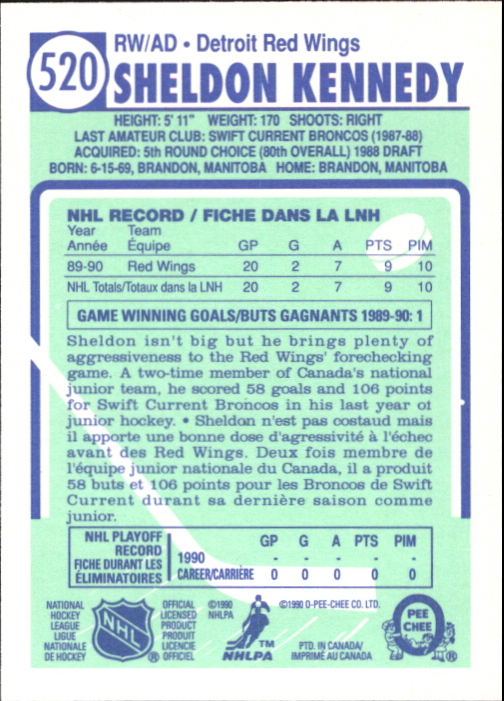 520
RW/AD • Detroit Red Wings
SHELDON KENNEDY
HEIGHT: 5' 11" WEIGHT: 170 SHOOTS: RIGHT
LAST AMATEUR CLUB: SWIFT CURRENT BRONCOS (1987-88)
ACQUIRED: 5th ROUND CHOICE (80th OVERALL) 1988 DRAFT
BORN: 6-15-69, BRANDON, MANITOBA HOME: BRANDON, MANITOBA
NHL RECORD / FICHE DANS LA LNH
Year Team
Année Équipe GP G A PTS PIM
89-90 Red Wings 20 2 7 9 10
NHL Totals/Totaux dans la LNH 20 2 7 9 10
GAME WINNING GOALS/BUTS GAGNANTS 1989-90: 1
Sheldon isn't big but he brings plenty of
aggressiveness to the Red Wings' forechecking
game. A two-time member of Canada's national
junior team, he scored 58 goals and 106 points
for Swift Current Broncos in his last year of
junior hockey. • Sheldon n'est pas costaud mais
il apporte une bonne dose d'agressivité à l'échec
avant des Red Wings. Deux fois membre de
l'équipe junior nationale du Canada, il a produit
58 buts et 106 points pour les Broncos de Swift
Current durant sa dernière saison comme
junior.
NHL PLAYOFF
RECORD
FICHE DURANT LES
ÉLIMINATOIRES
GP G A PTS PIM
1990 - - - - -
CAREER/CARRIÈRE 0 0 0 0 0
NATIONAL
HOCKEY
LEAGUE
LIGUE
NATIONALE
DE HOCKEY
NHL
®
OFFICIAL
LICENSED
PRODUCT
PRODUIT
LICENCIE
OFFICIEL
©1990
NHLPA
TM
NHLPA
©1990 O-PEE-CHEE CO. LTD.
PTD. IN CANADA/
IMPRIMÉ AU CANADA
O
PEE
CHEE
®